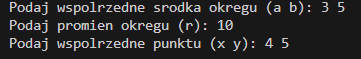 Podaj wspolrzedne srodka okregu (a b): 3 5
Podaj promien okregu (r): 10
Podaj wspolrzedne punktu (x y): 4 5